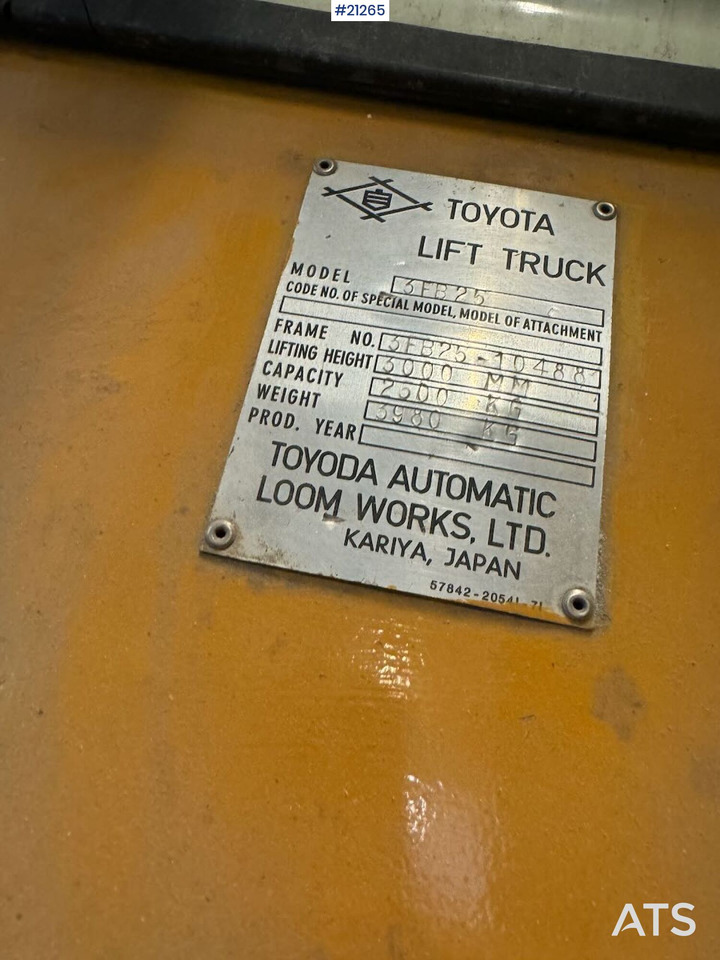 #21265
TOYOTA
LIFT TRUCK
MODEL 3FB25
CODE NO. OF SPECIAL MODEL, MODEL OF ATTACHMENT
FRAME NO. 3FB25-10488
LIFTING HEIGHT 3000 MM
CAPACITY 2500 KG
WEIGHT 3980 KG
PROD. YEAR
TOYODA AUTOMATIC
LOOM WORKS, LTD.
KARIYA, JAPAN
57842-20541-71
ATS